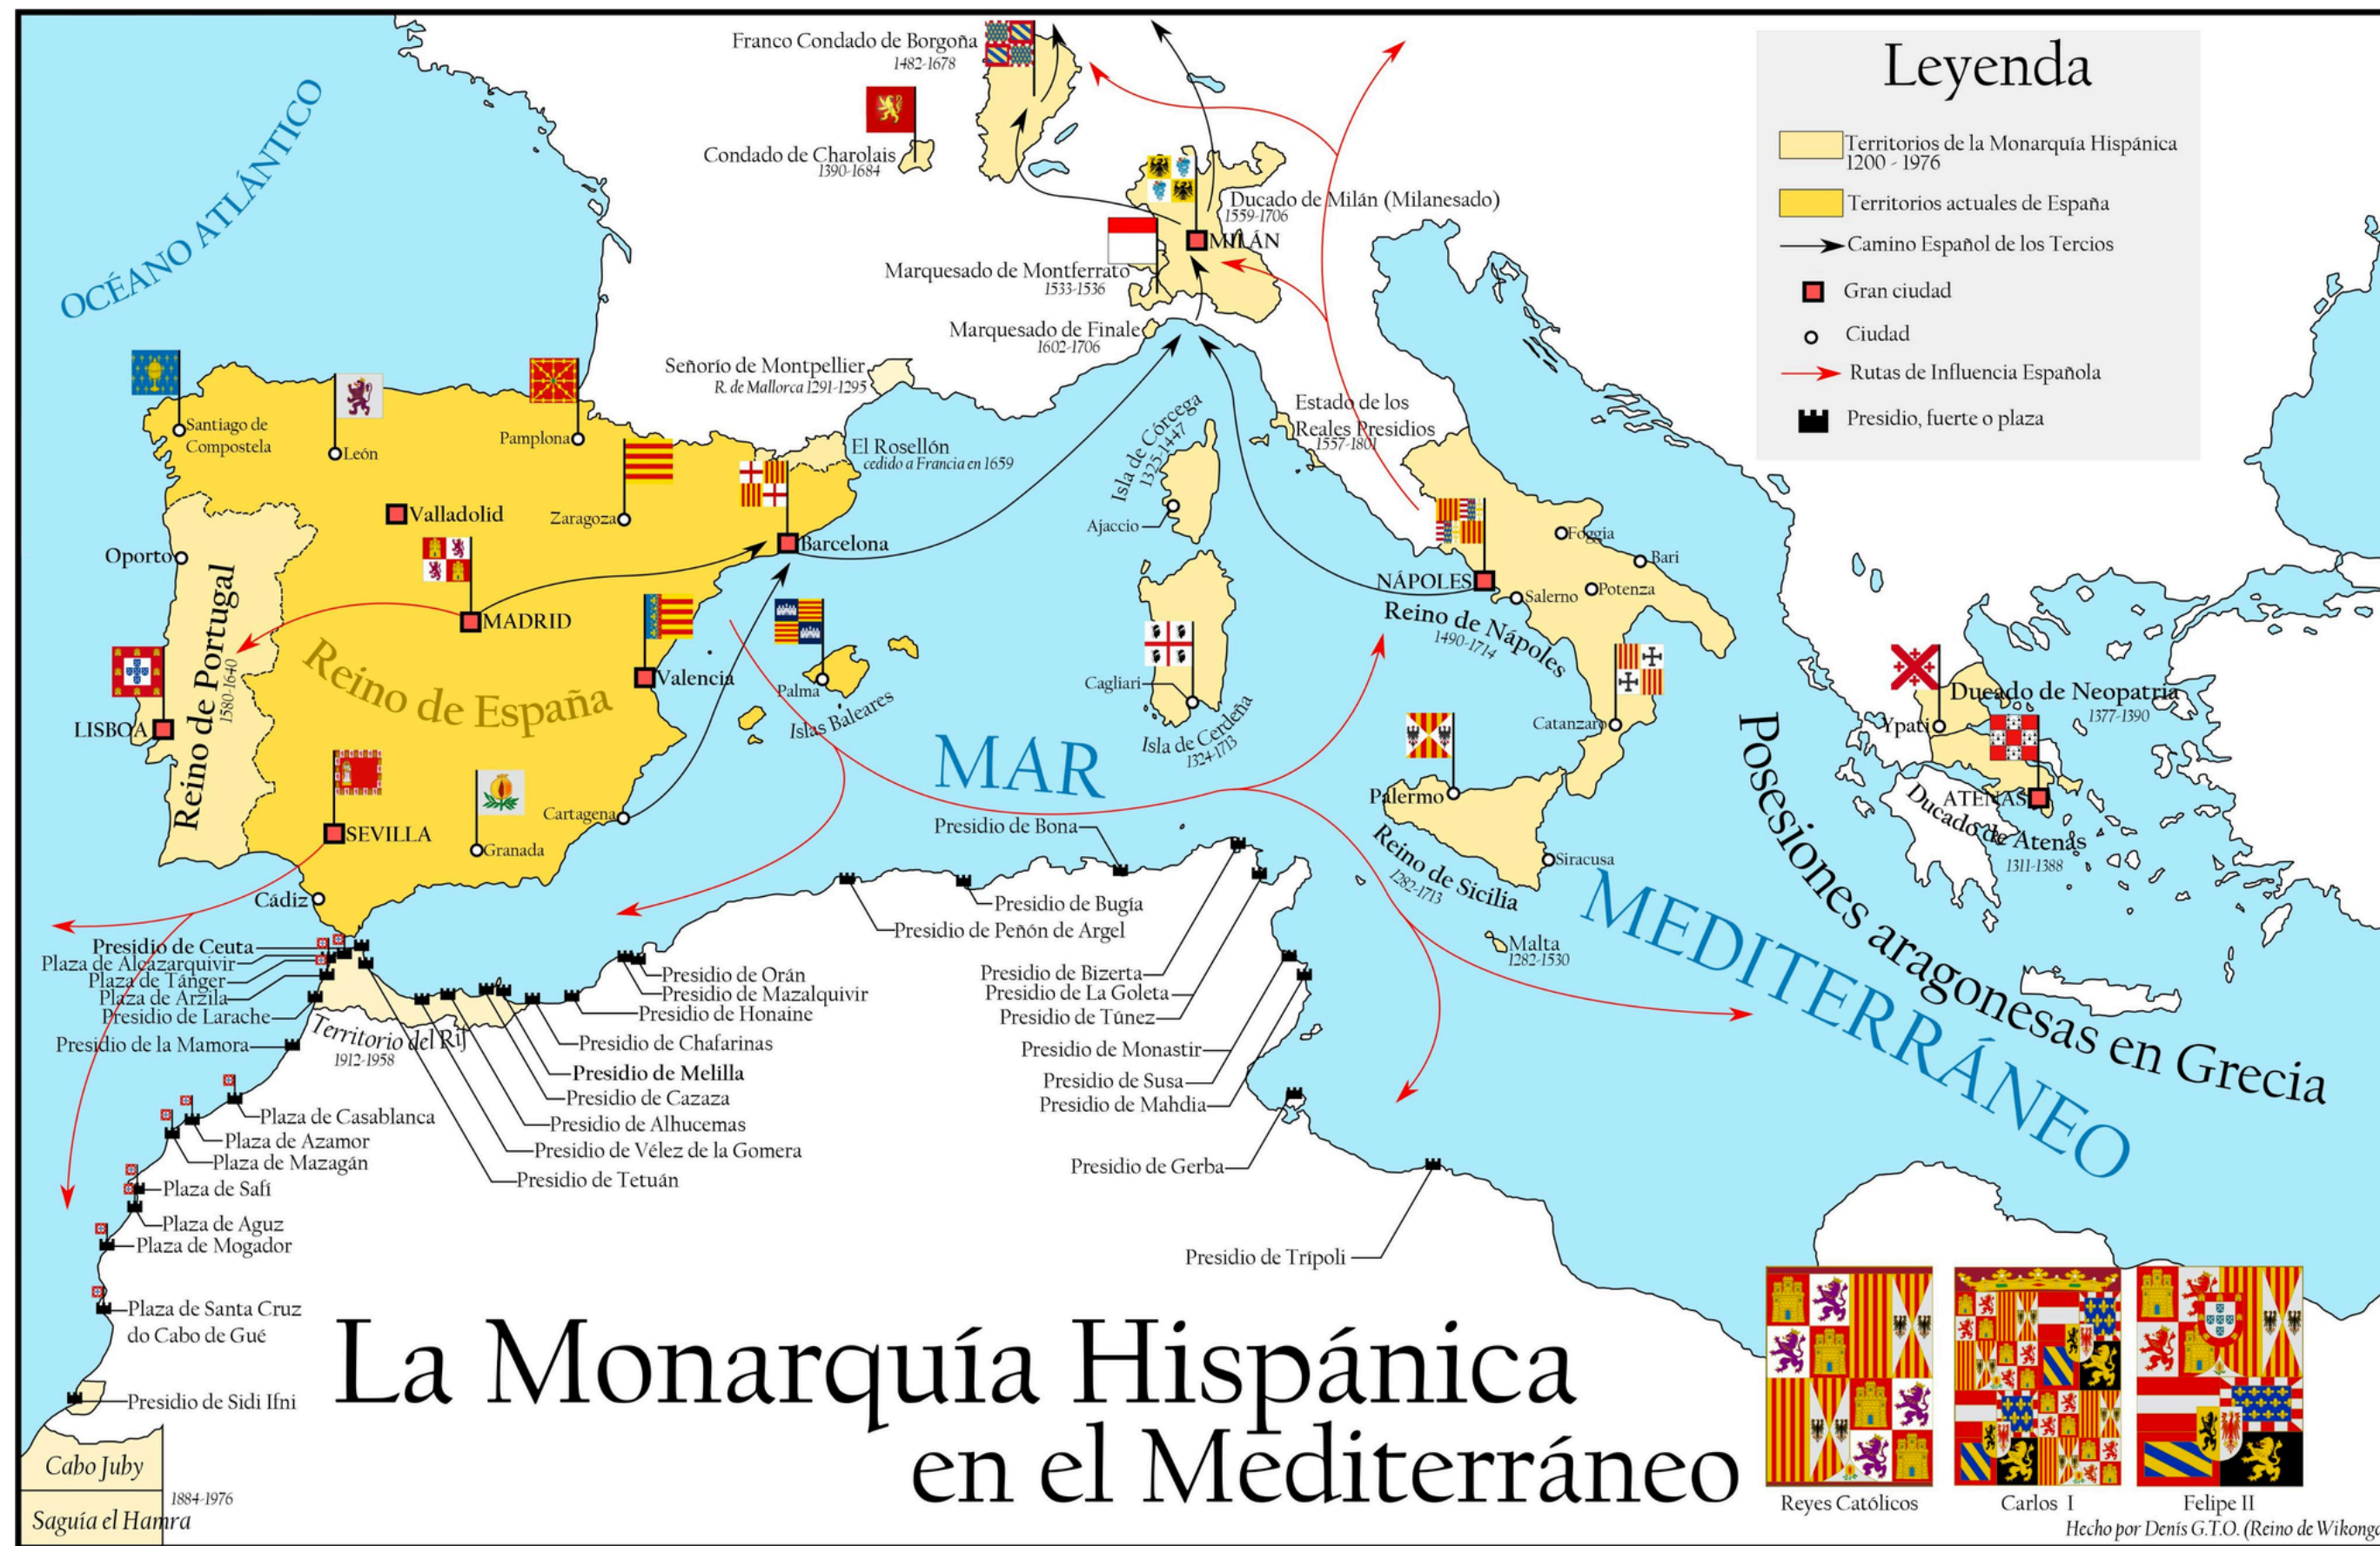 Franco Condado de Borgoña
1482-1678
Condado de Charolais
1390-1684
Ducado de Milán (Milanesado)
1559-1706
MILÁN
Marquesado de Montferrato
1533-1536
Marquesado de Finale
1602-1706
Señorío de Montpellier
R. de Mallorca 1291-1295
El Rosellón
cedido a Francia en 1659
Estado de los
Reales Presidios
1557-1801
Isla de Córcega
1325-1447
Ajaccio
OCÉANO ATLÁNTICO
Leyenda
Territorios de la Monarquía Hispánica
1200 - 1976
Territorios actuales de España
Camino Español de los Tercios
Gran ciudad
Ciudad
Rutas de Influencia Española
Presidio, fuerte o plaza
Santiago de
Compostela
León
Pamplona
Valladolid
Zaragoza
Barcelona
Oporto
MADRID
Reino de Portugal
1580-1640
Reino de España
LISBOA
Valencia
Palma
Islas Baleares
SEVILLA
Granada
Cartagena
Cádiz
Cagliari
Isla de Cerdeña
1324-1713
NÁPOLES
Foggia
Bari
Salerno
Potenza
Reino de Nápoles
1490-1714
Catanzaro
Palermo
Siracusa
Reino de Sicilia
1282-1713
Malta
1282-1530
Ducado de Neopatria
1377-1390
Ypati
ATENAS
Ducado de Atenas
1311-1388
Posesiones aragonesas en Grecia
MAR
MEDITERRÁNEO
Presidio de Bona
Presidio de Bugía
Presidio de Peñón de Argel
Presidio de Ceuta
Plaza de Alcazarquivir
Plaza de Tánger
Plaza de Arzila
Presidio de Larache
Presidio de la Mamora
Territorio del Rif
1912-1958
Presidio de Orán
Presidio de Mazalquivir
Presidio de Honaine
Presidio de Chafarinas
Presidio de Melilla
Presidio de Cazaza
Presidio de Alhucemas
Presidio de Vélez de la Gomera
Presidio de Tetuán
Presidio de Bizerta
Presidio de La Goleta
Presidio de Túnez
Presidio de Monastir
Presidio de Susa
Presidio de Mahdia
Presidio de Gerba
Presidio de Trípoli
Plaza de Casablanca
Plaza de Azamor
Plaza de Mazagán
Plaza de Safí
Plaza de Aguz
Plaza de Mogador
Plaza de Santa Cruz
do Cabo de Gué
Presidio de Sidi Ifni
Cabo Juby
Saguía el Hamra
1884-1976
La Monarquía Hispánica
en el Mediterráneo
Reyes Católicos
Carlos I
Felipe II
Hecho por Denís G.T.O. (Reino de